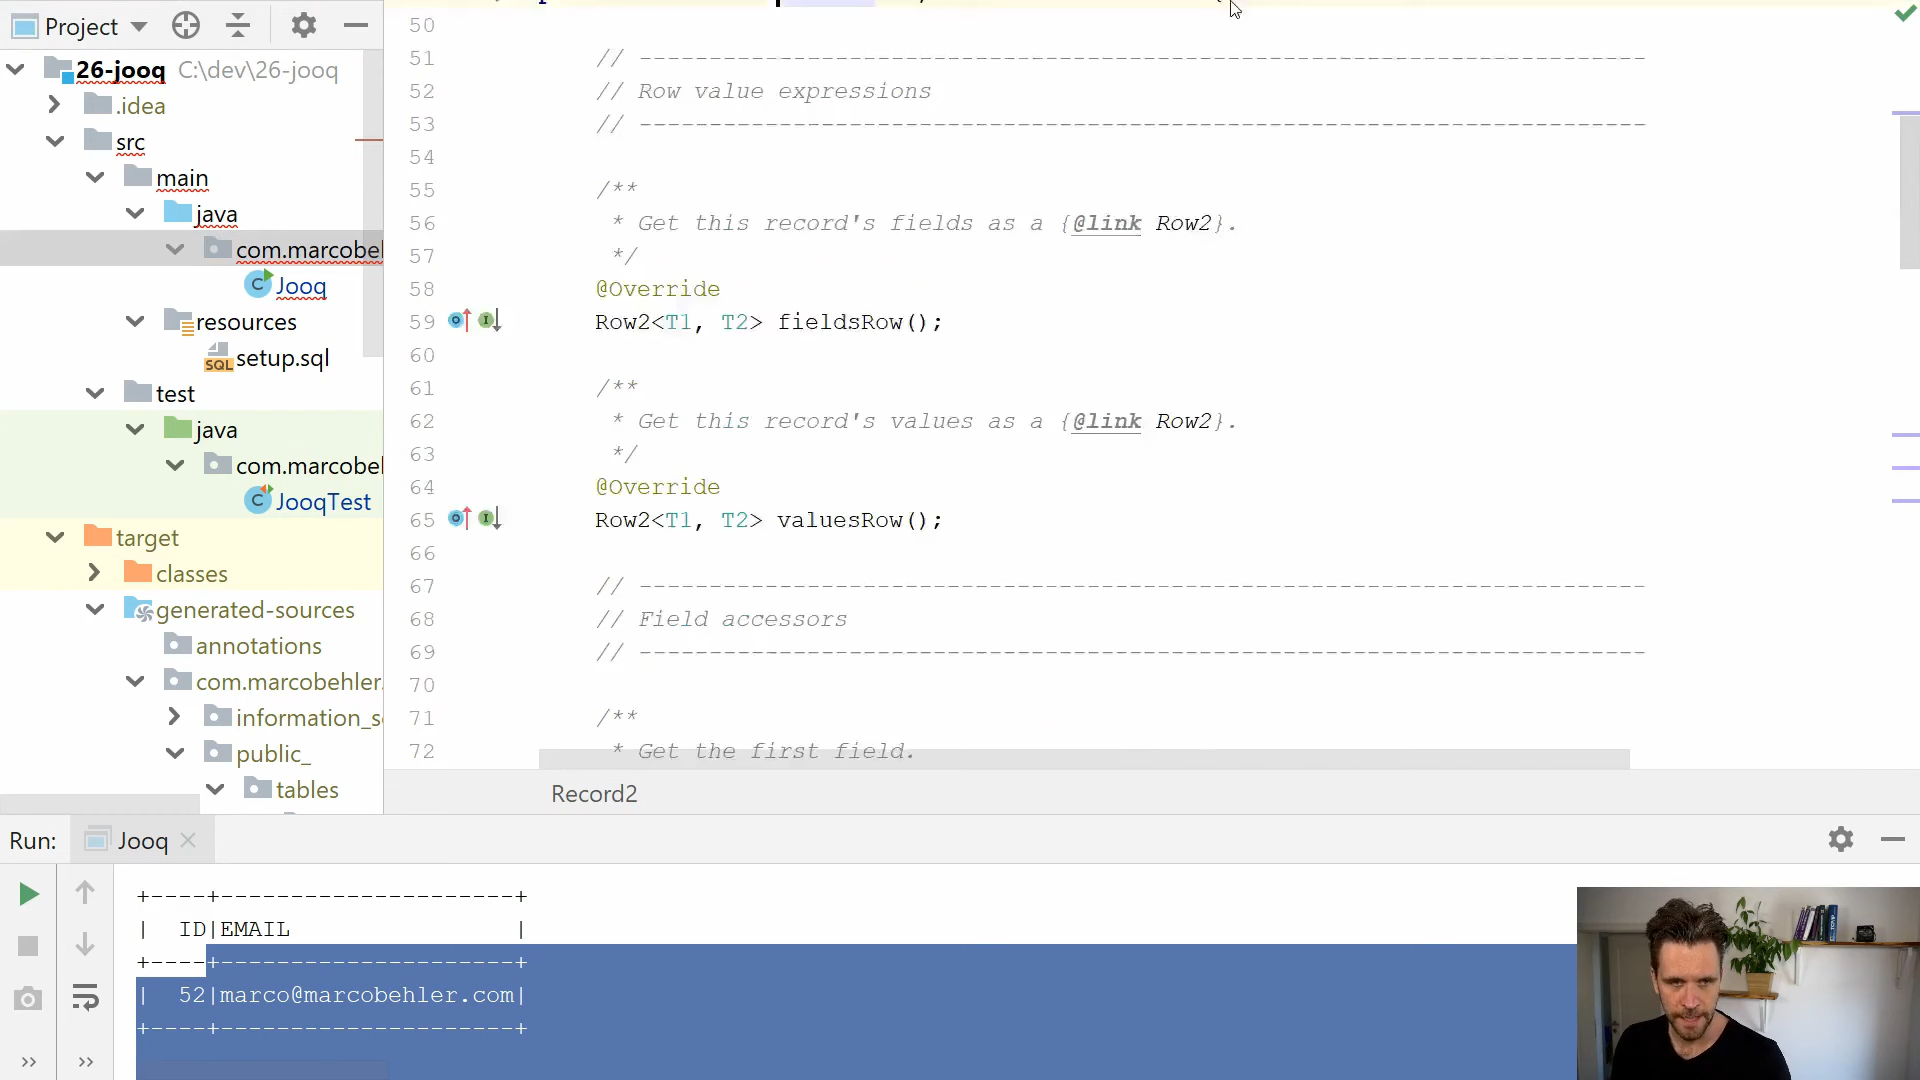 Project
26-jooq C:\dev\26-jooq
.idea
src
main
java
com.marcobehl
Jooq
resources
setup.sql
test
java
com.marcobehl
JooqTest
target
classes
generated-sources
annotations
com.marcobehler.
information_s
public_
tables
50
51 // ------------------------------------------------------------------------
52 // Row value expressions
53 // ------------------------------------------------------------------------
54
55 /**
56 * Get this record's fields as a {@link Row2}.
57 */
58 @Override
59 Row2<T1, T2> fieldsRow();
60
61 /**
62 * Get this record's values as a {@link Row2}.
63 */
64 @Override
65 Row2<T1, T2> valuesRow();
66
67 // ------------------------------------------------------------------------
68 // Field accessors
69 // ------------------------------------------------------------------------
70
71 /**
72 * Get the first field.
Record2
Run: Jooq
+----+---------------------+
| ID|EMAIL |
+----+---------------------+
| 52|marco@marcobehler.com|
+----+---------------------+